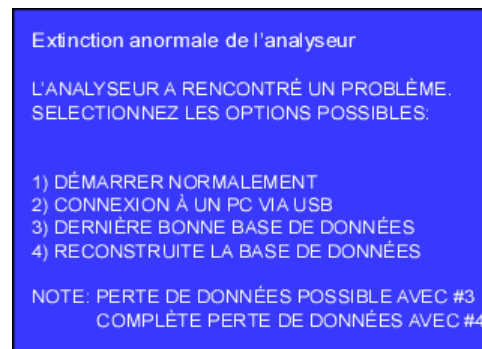 Extinction anormale de l'analyseur
L'ANALYSEUR A RENCONTRÉ UN PROBLÈME.
SELECTIONNEZ LES OPTIONS POSSIBLES:
1) DÉMARRER NORMALEMENT
2) CONNEXION À UN PC VIA USB
3) DERNIÈRE BONNE BASE DE DONNÉES
4) RECONSTRUITE LA BASE DE DONNÉES
NOTE: PERTE DE DONNÉES POSSIBLE AVEC #3
COMPLÈTE PERTE DE DONNÉES AVEC #4